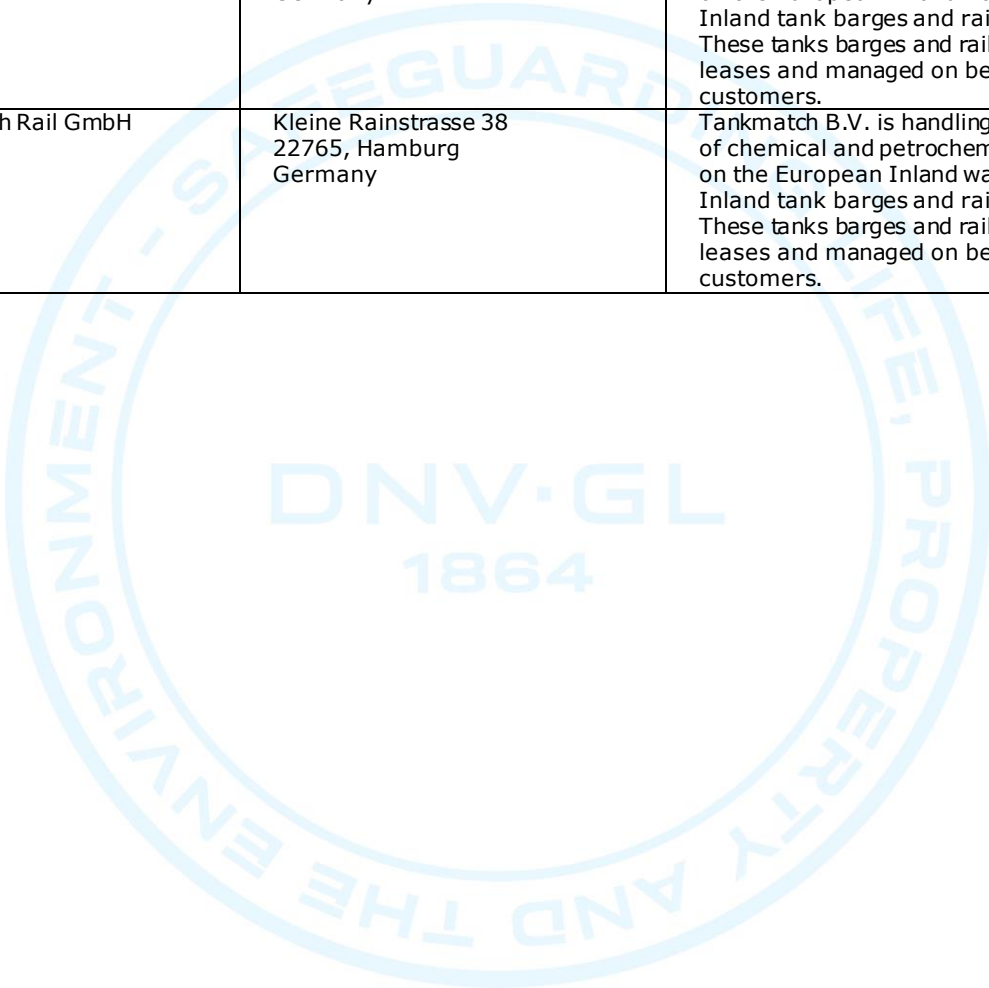 Inland tank barges and rai
These tanks barges and rail
leases and managed on be
customers.
h Rail GmbH
Kleine Rainstrasse 38
22765, Hamburg
Germany
Tankmatch B.V. is handling
of chemical and petrochem
on the European Inland wa
Inland tank barges and rai
These tanks barges and rail
leases and managed on be
customers.
SAFEGUARDING LIFE, PROPERTY AND THE ENVIRONMENT -
DNV·GL
1864